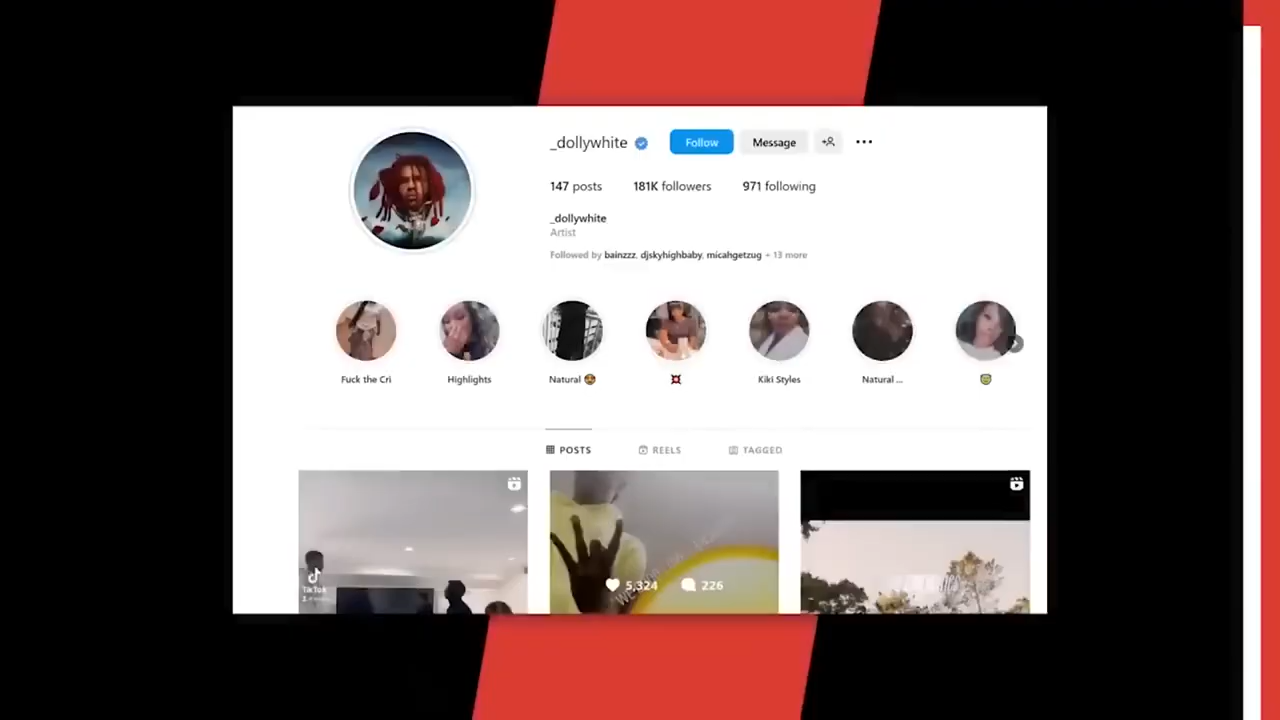 _dollywhite Follow Message
147 posts 181K followers 971 following
_dollywhite
Artist
Followed by bainzzz, djskyhighbaby, micahgetzug + 13 more
Fuck the Cri Highlights Natural 😍 💢 Kiki Styles Natural ...
POSTS REELS TAGGED
TikTok
5,324 226